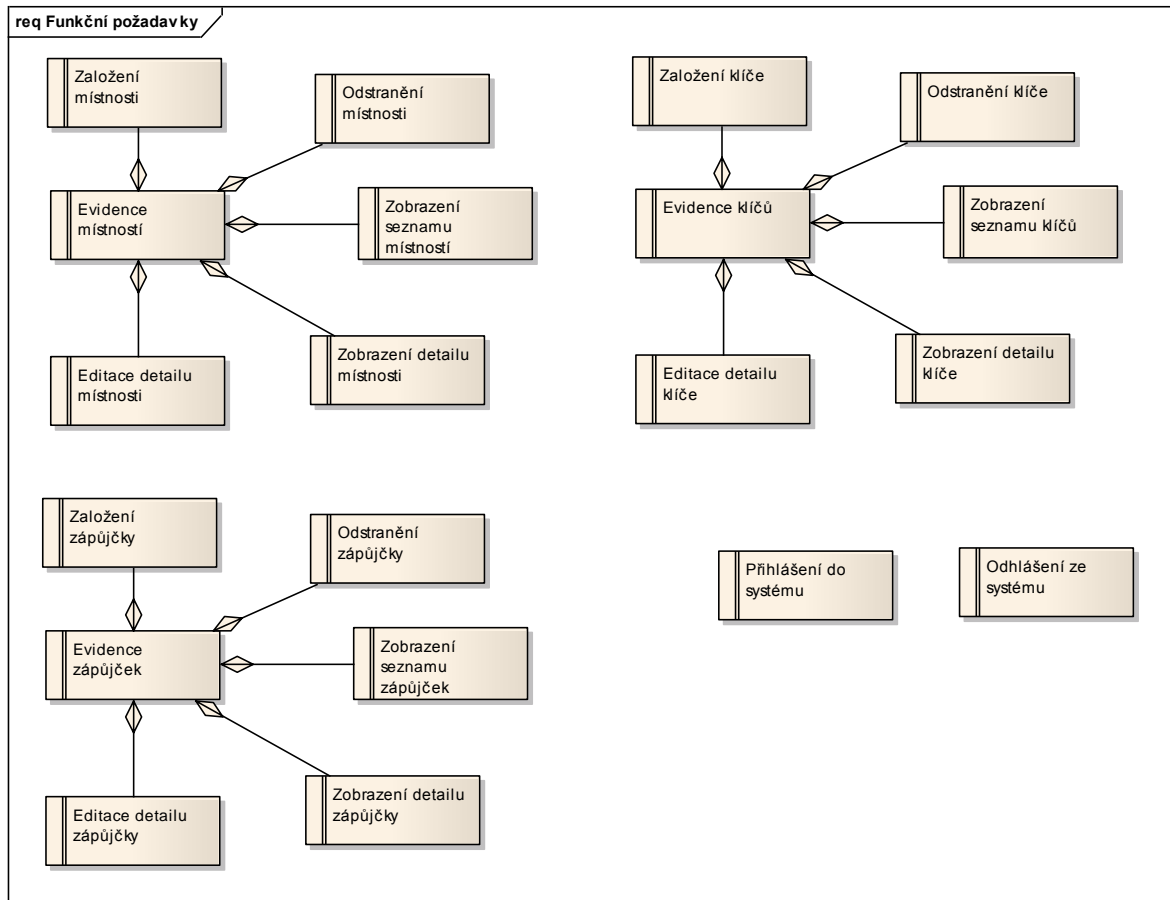 req Funkční požadavky
Založení
místnosti
Odstranění
místnosti
Evidence
místností
Zobrazení
seznamu
místností
Editace detailu
místnosti
Zobrazení detailu
místnosti
Založení klíče
Odstranění klíče
Evidence klíčů
Zobrazení
seznamu klíčů
Editace detailu
klíče
Zobrazení detailu
klíče
Založení
zápůjčky
Odstranění
zápůjčky
Evidence
zápůjček
Zobrazení
seznamu
zápůjček
Editace detailu
zápůjčky
Zobrazení detailu
zápůjčky
Přihlášení do
systému
Odhlášení ze
systému